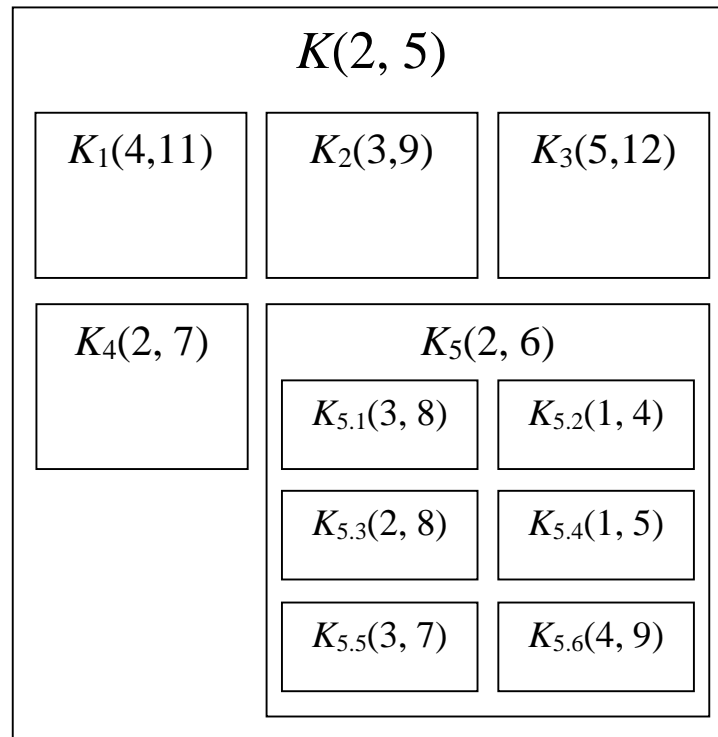 K(2, 5)
K₁(4,11) K₂(3,9) K₃(5,12)
K₄(2, 7) K₅(2, 6)
K₅.₁(3, 8) K₅.₂(1, 4)
K₅.₃(2, 8) K₅.₄(1, 5)
K₅.₅(3, 7) K₅.₆(4, 9)